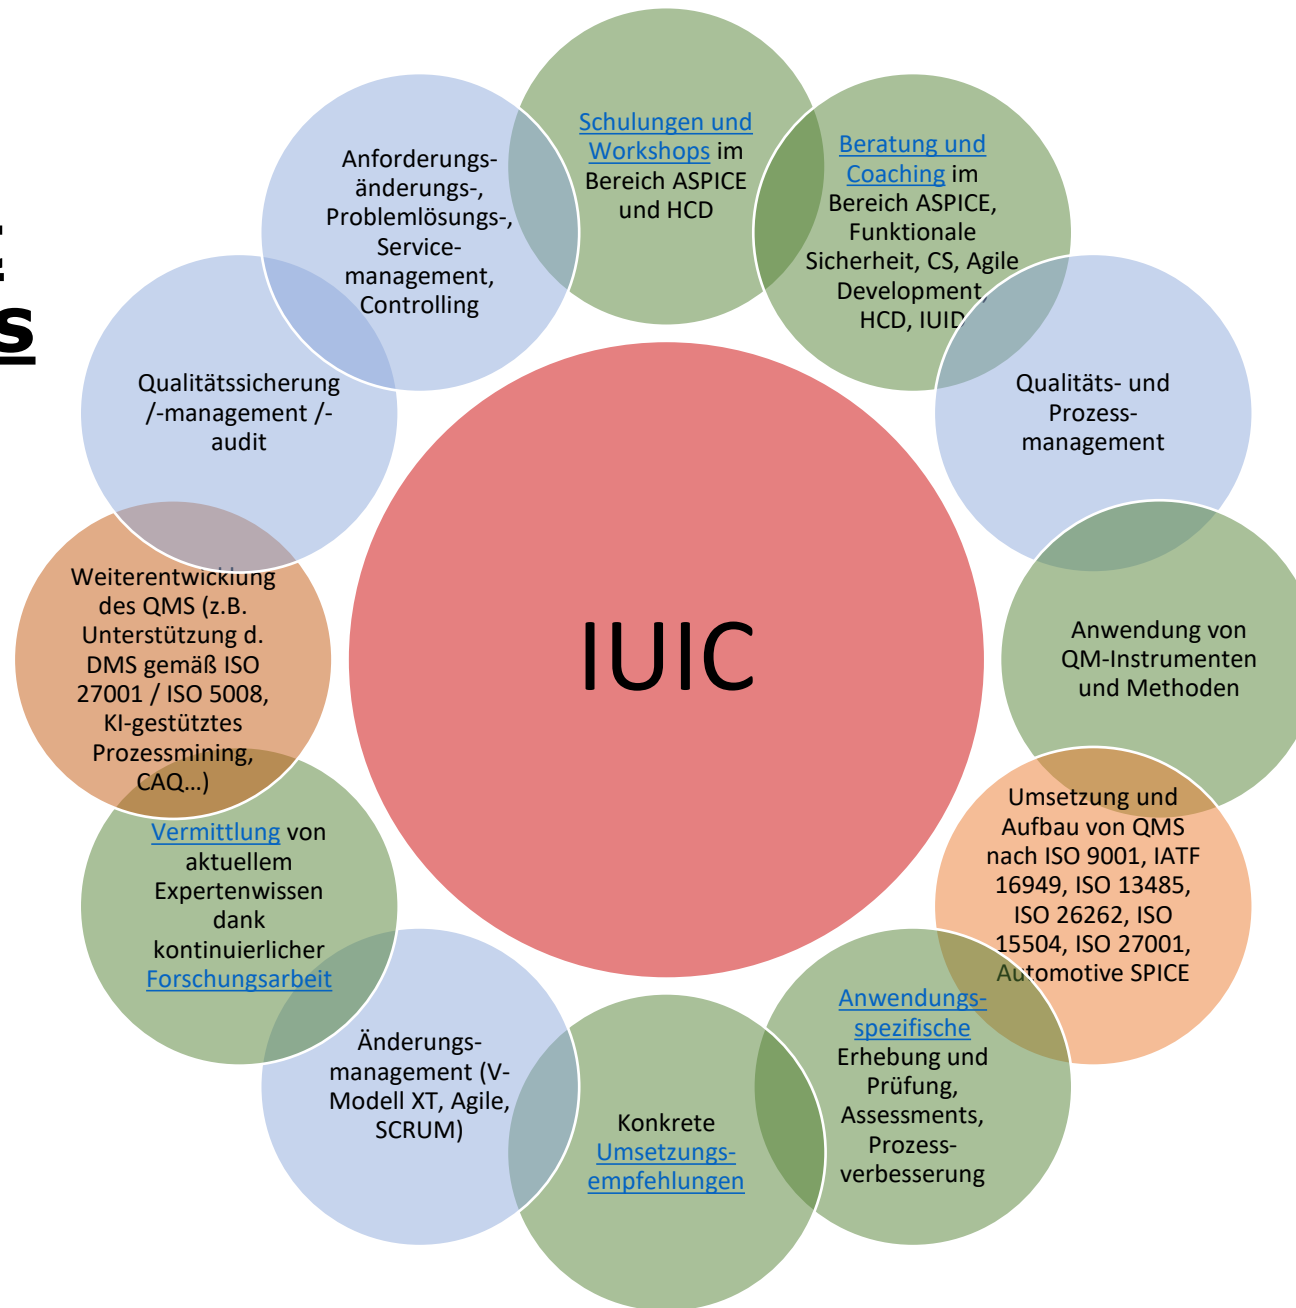 s
Schulungen und
Workshops im
Bereich ASPICE
und HCD
Beratung und
Coaching im
Bereich ASPICE,
Funktionale
Sicherheit, CS, Agile
Development,
HCD, IUID
Qualitäts- und
Prozess-
management
Anwendung von
QM-Instrumenten
und Methoden
Umsetzung und
Aufbau von QMS
nach ISO 9001, IATF
16949, ISO 13485,
ISO 26262, ISO
15504, ISO 27001,
Automotive SPICE
Anwendungs-
spezifische
Erhebung und
Prüfung,
Assessments,
Prozess-
verbesserung
Konkrete
Umsetzungs-
empfehlungen
Änderungs-
management (V-
Modell XT, Agile,
SCRUM)
Vermittlung von
aktuellem
Expertenwissen
dank
kontinuierlicher
Forschungsarbeit
Weiterentwicklung
des QMS (z.B.
Unterstützung d.
DMS gemäß ISO
27001 / ISO 5008,
KI-gestütztes
Prozessmining,
CAQ...)
Qualitätssicherung
/-management /-
audit
Anforderungs-
änderungs-,
Problemlösungs-,
Service-
management,
Controlling
IUIC